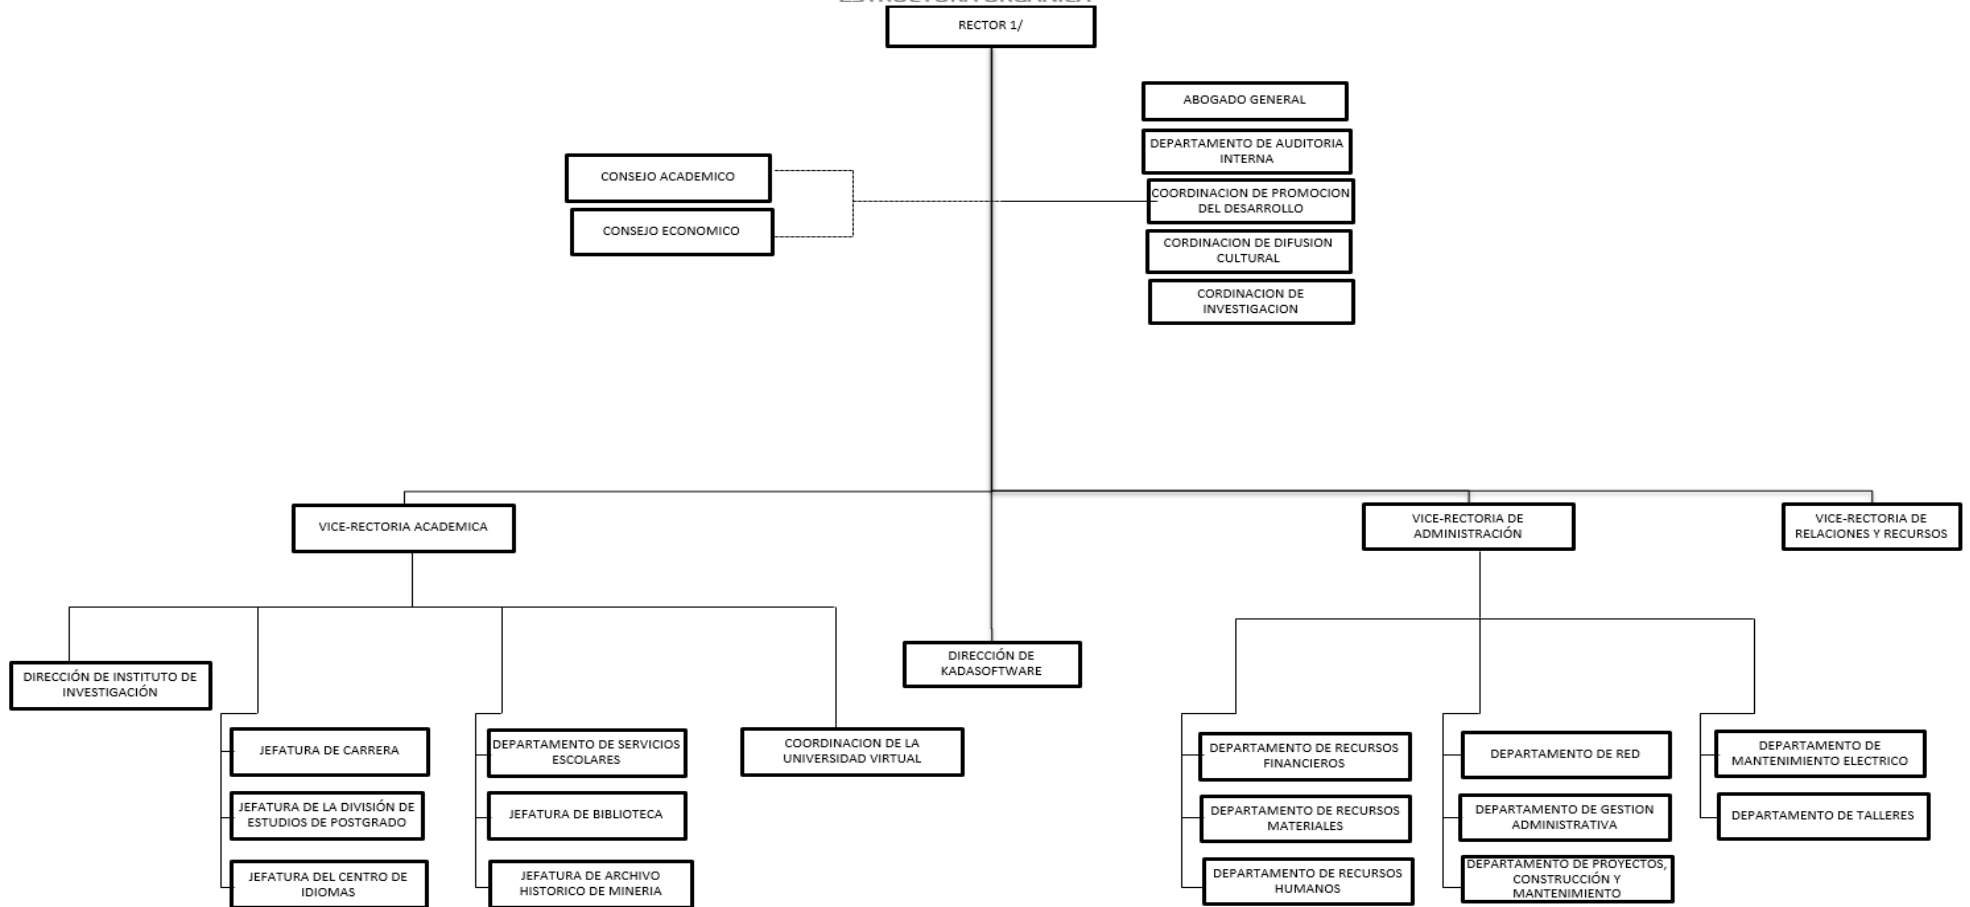 ESTRUCTURA ORGANICA
RECTOR 1/
ABOGADO GENERAL
DEPARTAMENTO DE AUDITORIA
INTERNA
CONSEJO ACADEMICO
COORDINACION DE PROMOCION
DEL DESARROLLO
CONSEJO ECONOMICO
CORDINACION DE DIFUSION
CULTURAL
CORDINACION DE
INVESTIGACION
VICE-RECTORIA ACADEMICA
VICE-RECTORIA DE
ADMINISTRACIÓN
VICE-RECTORIA DE
RELACIONES Y RECURSOS
DIRECCIÓN DE INSTITUTO DE
INVESTIGACIÓN
DIRECCIÓN DE
KADASOFTWARE
JEFATURA DE CARRERA
JEFATURA DE LA DIVISIÓN DE
ESTUDIOS DE POSTGRADO
JEFATURA DEL CENTRO DE
IDIOMAS
DEPARTAMENTO DE SERVICIOS
ESCOLARES
JEFATURA DE BIBLIOTECA
JEFATURA DE ARCHIVO
HISTORICO DE MINERIA
COORDINACION DE LA
UNIVERSIDAD VIRTUAL
DEPARTAMENTO DE RECURSOS
FINANCIEROS
DEPARTAMENTO DE RECURSOS
MATERIALES
DEPARTAMENTO DE RECURSOS
HUMANOS
DEPARTAMENTO DE RED
DEPARTAMENTO DE GESTION
ADMINISTRATIVA
DEPARTAMENTO DE PROYECTOS,
CONSTRUCCIÓN Y
MANTENIMIENTO
DEPARTAMENTO DE
MANTENIMIENTO ELECTRICO
DEPARTAMENTO DE TALLERES